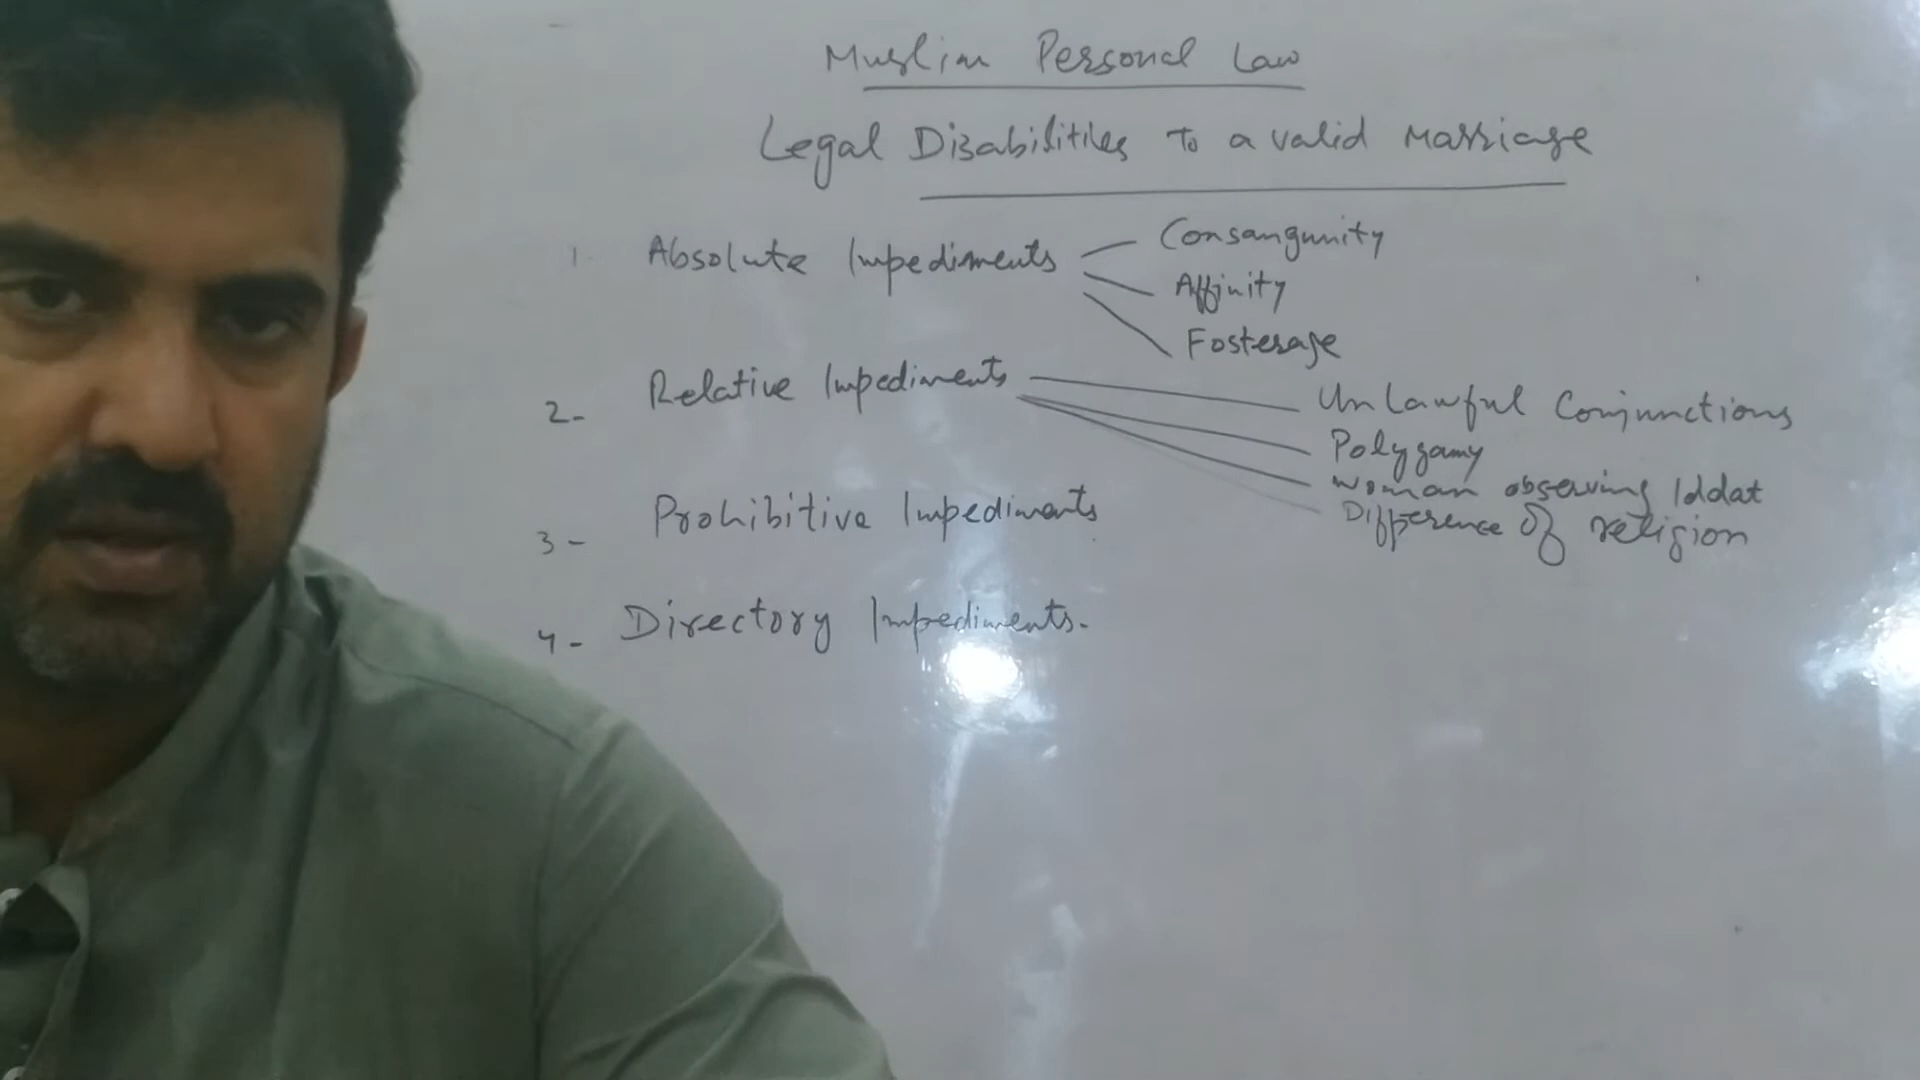 Muslim Personal Law
Legal Disabilities to a valid Marriage
1. Absolute Impediments
Consangunity
Affinity
Fosterage
2- Relative Impediments
Unlawful Conjunctions
Polygamy
Woman observing Iddat
Difference of religion
3- Prohibitive Impediments
4- Directory Impediments.